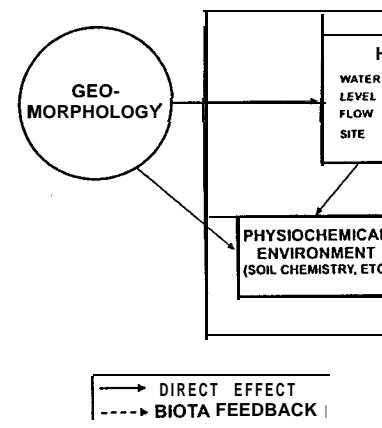 GEO-
MORPHOLOGY
H
WATER
LEVEL
FLOW
SITE
PHYSIOCHEMICAL
ENVIRONMENT
(SOIL CHEMISTRY, ETC
DIRECT EFFECT
BIOTA FEEDBACK